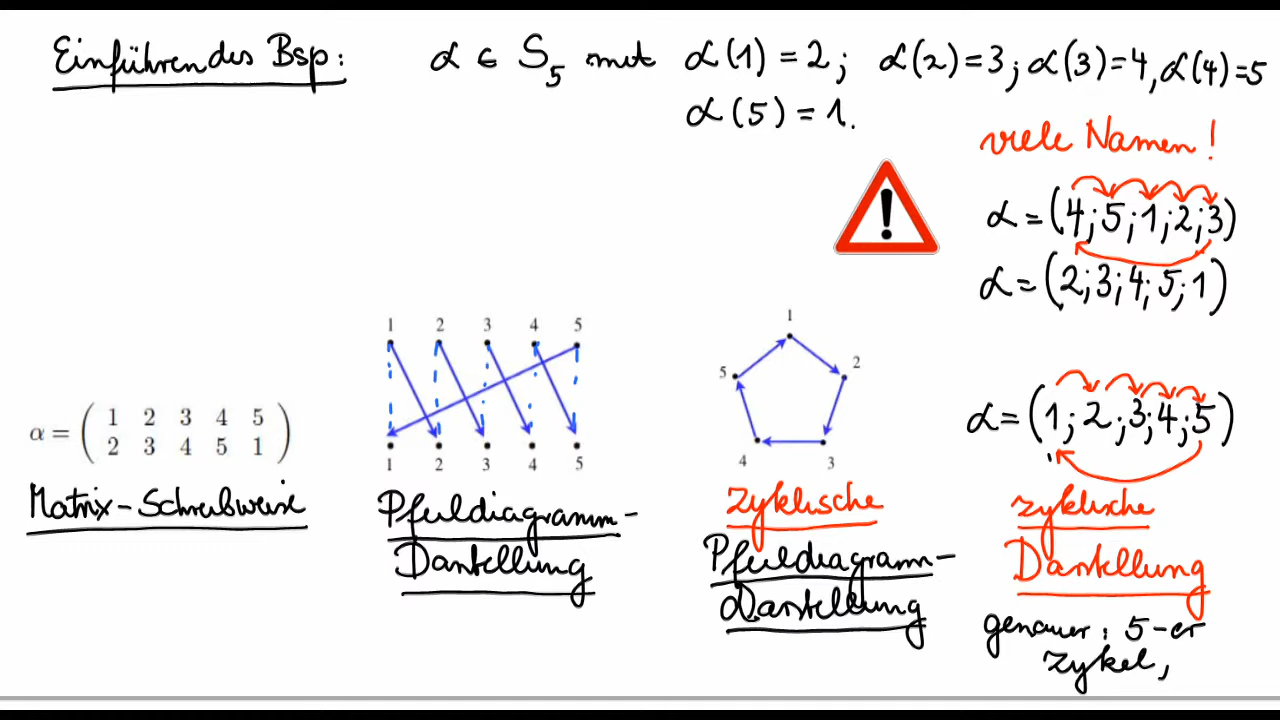 Einführendes Bsp: α ∈ S₅ mit α(1)=2; α(2)=3; α(3)=4, α(4)=5
α(5)=1.
viele Namen!
α=(4;5;1;2;3)
α=(2;3;4;5;1)
!
1 2 3 4 5
1 2 3 4 5
1
2
3
4
5
α = ( 1 2 3 4 5
2 3 4 5 1 )
α=(1;2;3;4;5)
Matrix-Schreibweise
Pfeildiagramm-
Darstellung
zyklische
Pfeildiagramm-
Darstellung
zyklische
Darstellung
genauer: 5-er
zykel,